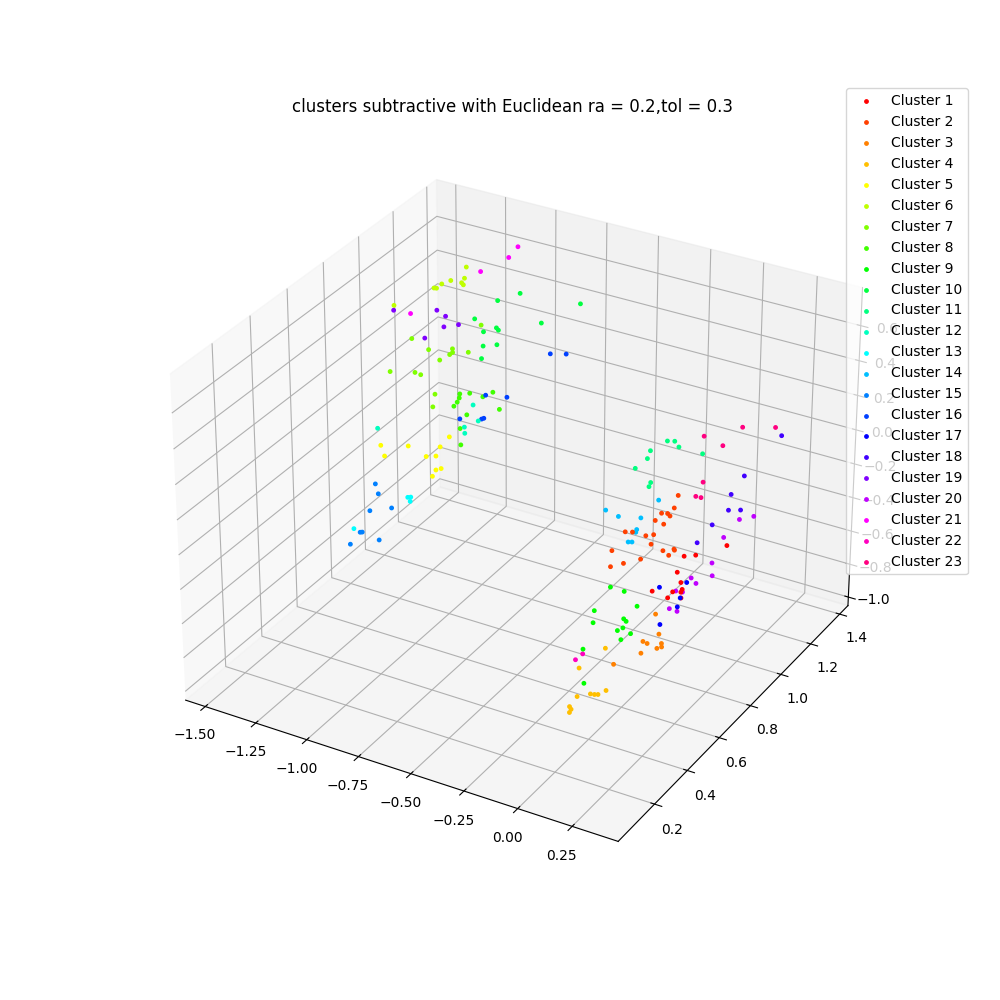 clusters subtractive with Euclidean ra = 0.2,tol = 0.3
Cluster 1
Cluster 2
Cluster 3
Cluster 4
Cluster 5
Cluster 6
Cluster 7
Cluster 8
Cluster 9
Cluster 10
Cluster 11
Cluster 12
Cluster 13
Cluster 14
Cluster 15
Cluster 16
Cluster 17
Cluster 18
Cluster 19
Cluster 20
Cluster 21
Cluster 22
Cluster 23
0.6
0.4
0.2
0.0
−0.2
−0.4
−0.6
−0.8
−1.0
1.4
1.2
1.0
0.8
0.6
0.4
0.2
−1.50
−1.25
−1.00
−0.75
−0.50
−0.25
0.00
0.25